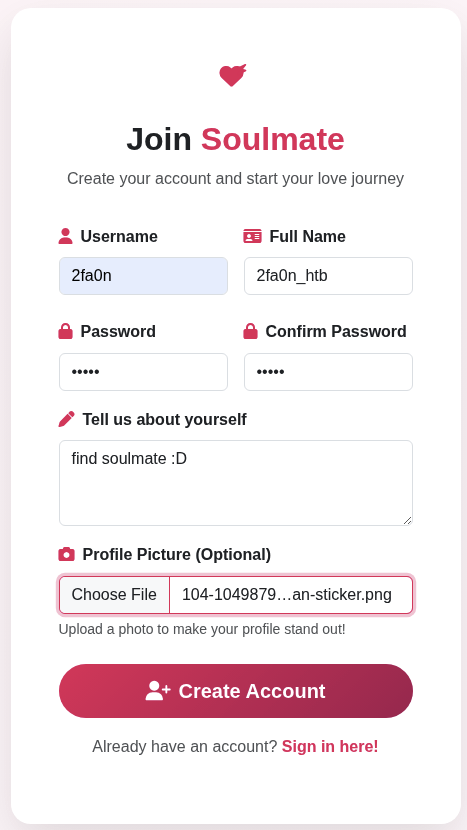 Join Soulmate
Create your account and start your love journey
Username Full Name
2fa0n 2fa0n_htb
Password Confirm Password
••••• •••••
Tell us about yourself
find soulmate :D
Profile Picture (Optional)
Choose File 104-1049879…an-sticker.png
Upload a photo to make your profile stand out!
Create Account
Already have an account? Sign in here!